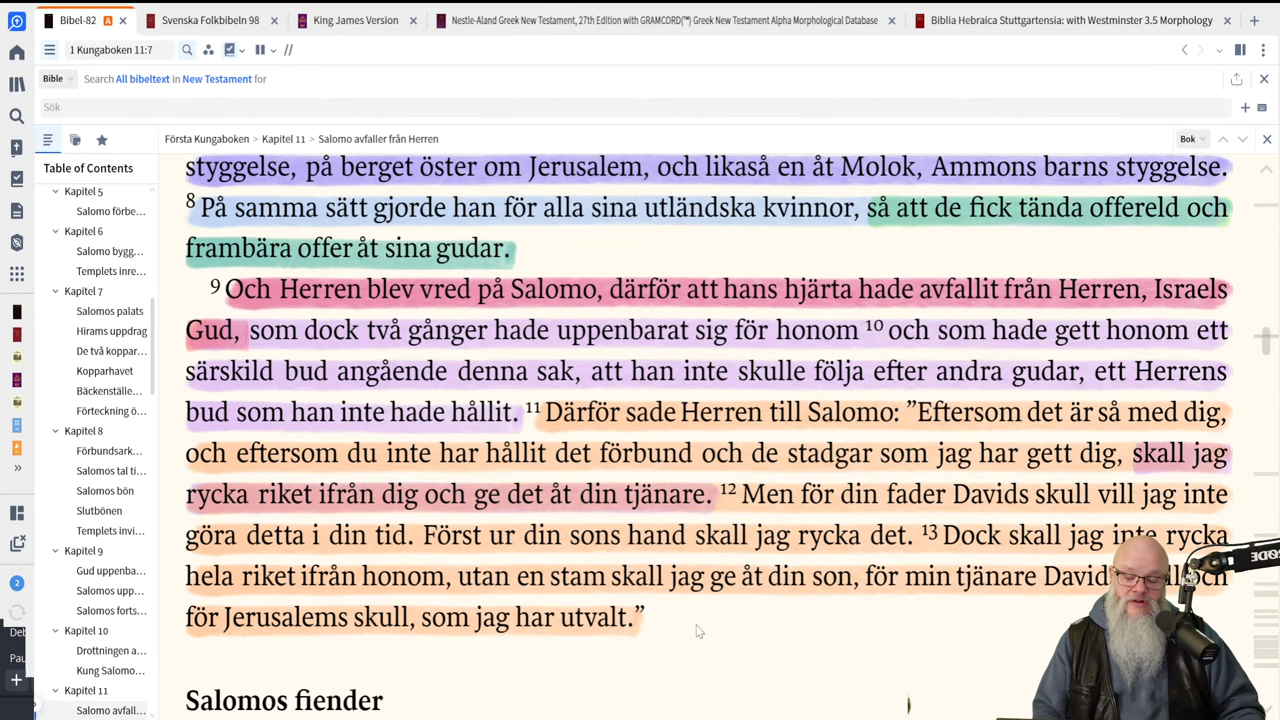 Bibel-82 A
Svenska Folkbibeln 98
King James Version
Nestle-Aland Greek New Testament, 27th Edition with GRAMCORD(™) Greek New Testament Alpha Morphological Database
Biblia Hebraica Stuttgartensia: with Westminster 3.5 Morphology
1 Kungaboken 11:7
Bible Search All bibeltext in New Testament for
Sök
Första Kungaboken > Kapitel 11 > Salomo avfaller från Herren
Bok
Table of Contents
Kapitel 5
Salomo förbe...
Kapitel 6
Salomo bygg...
Templets inre...
Kapitel 7
Salomos palats
Hirams uppdrag
De två koppar...
Kopparhavet
Bäckenställe...
Förteckning ö...
Kapitel 8
Förbundsark...
Salomos tal ti...
Salomos bön
Slutbönen
Templets invi...
Kapitel 9
Gud uppenba...
Salomos upp...
Salomos forts...
Kapitel 10
Drottningen a...
Kung Salomo...
Kapitel 11
Salomo avfall...
2
Det
Pau
styggelse, på berget öster om Jerusalem, och likaså en åt Molok, Ammons barns styggelse.
8 På samma sätt gjorde han för alla sina utländska kvinnor, så att de fick tända offereld och
frambära offer åt sina gudar.
9 Och Herren blev vred på Salomo, därför att hans hjärta hade avfallit från Herren, Israels
Gud, som dock två gånger hade uppenbarat sig för honom 10 och som hade gett honom ett
särskild bud angående denna sak, att han inte skulle följa efter andra gudar, ett Herrens
bud som han inte hade hållit. 11 Därför sade Herren till Salomo: ”Eftersom det är så med dig,
och eftersom du inte har hållit det förbund och de stadgar som jag har gett dig, skall jag
rycka riket ifrån dig och ge det åt din tjänare. 12 Men för din fader Davids skull vill jag inte
göra detta i din tid. Först ur din sons hand skall jag rycka det. 13 Dock skall jag inte rycka
hela riket ifrån honom, utan en stam skall jag ge åt din son, för min tjänare David och
för Jerusalems skull, som jag har utvalt.”
Salomos fiender
RØDE